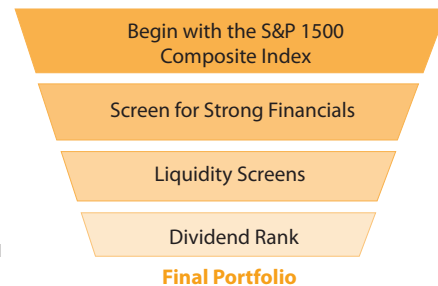 Begin with the S&P 1500
Composite Index
Screen for Strong Financials
Liquidity Screens
Dividend Rank
Final Portfolio